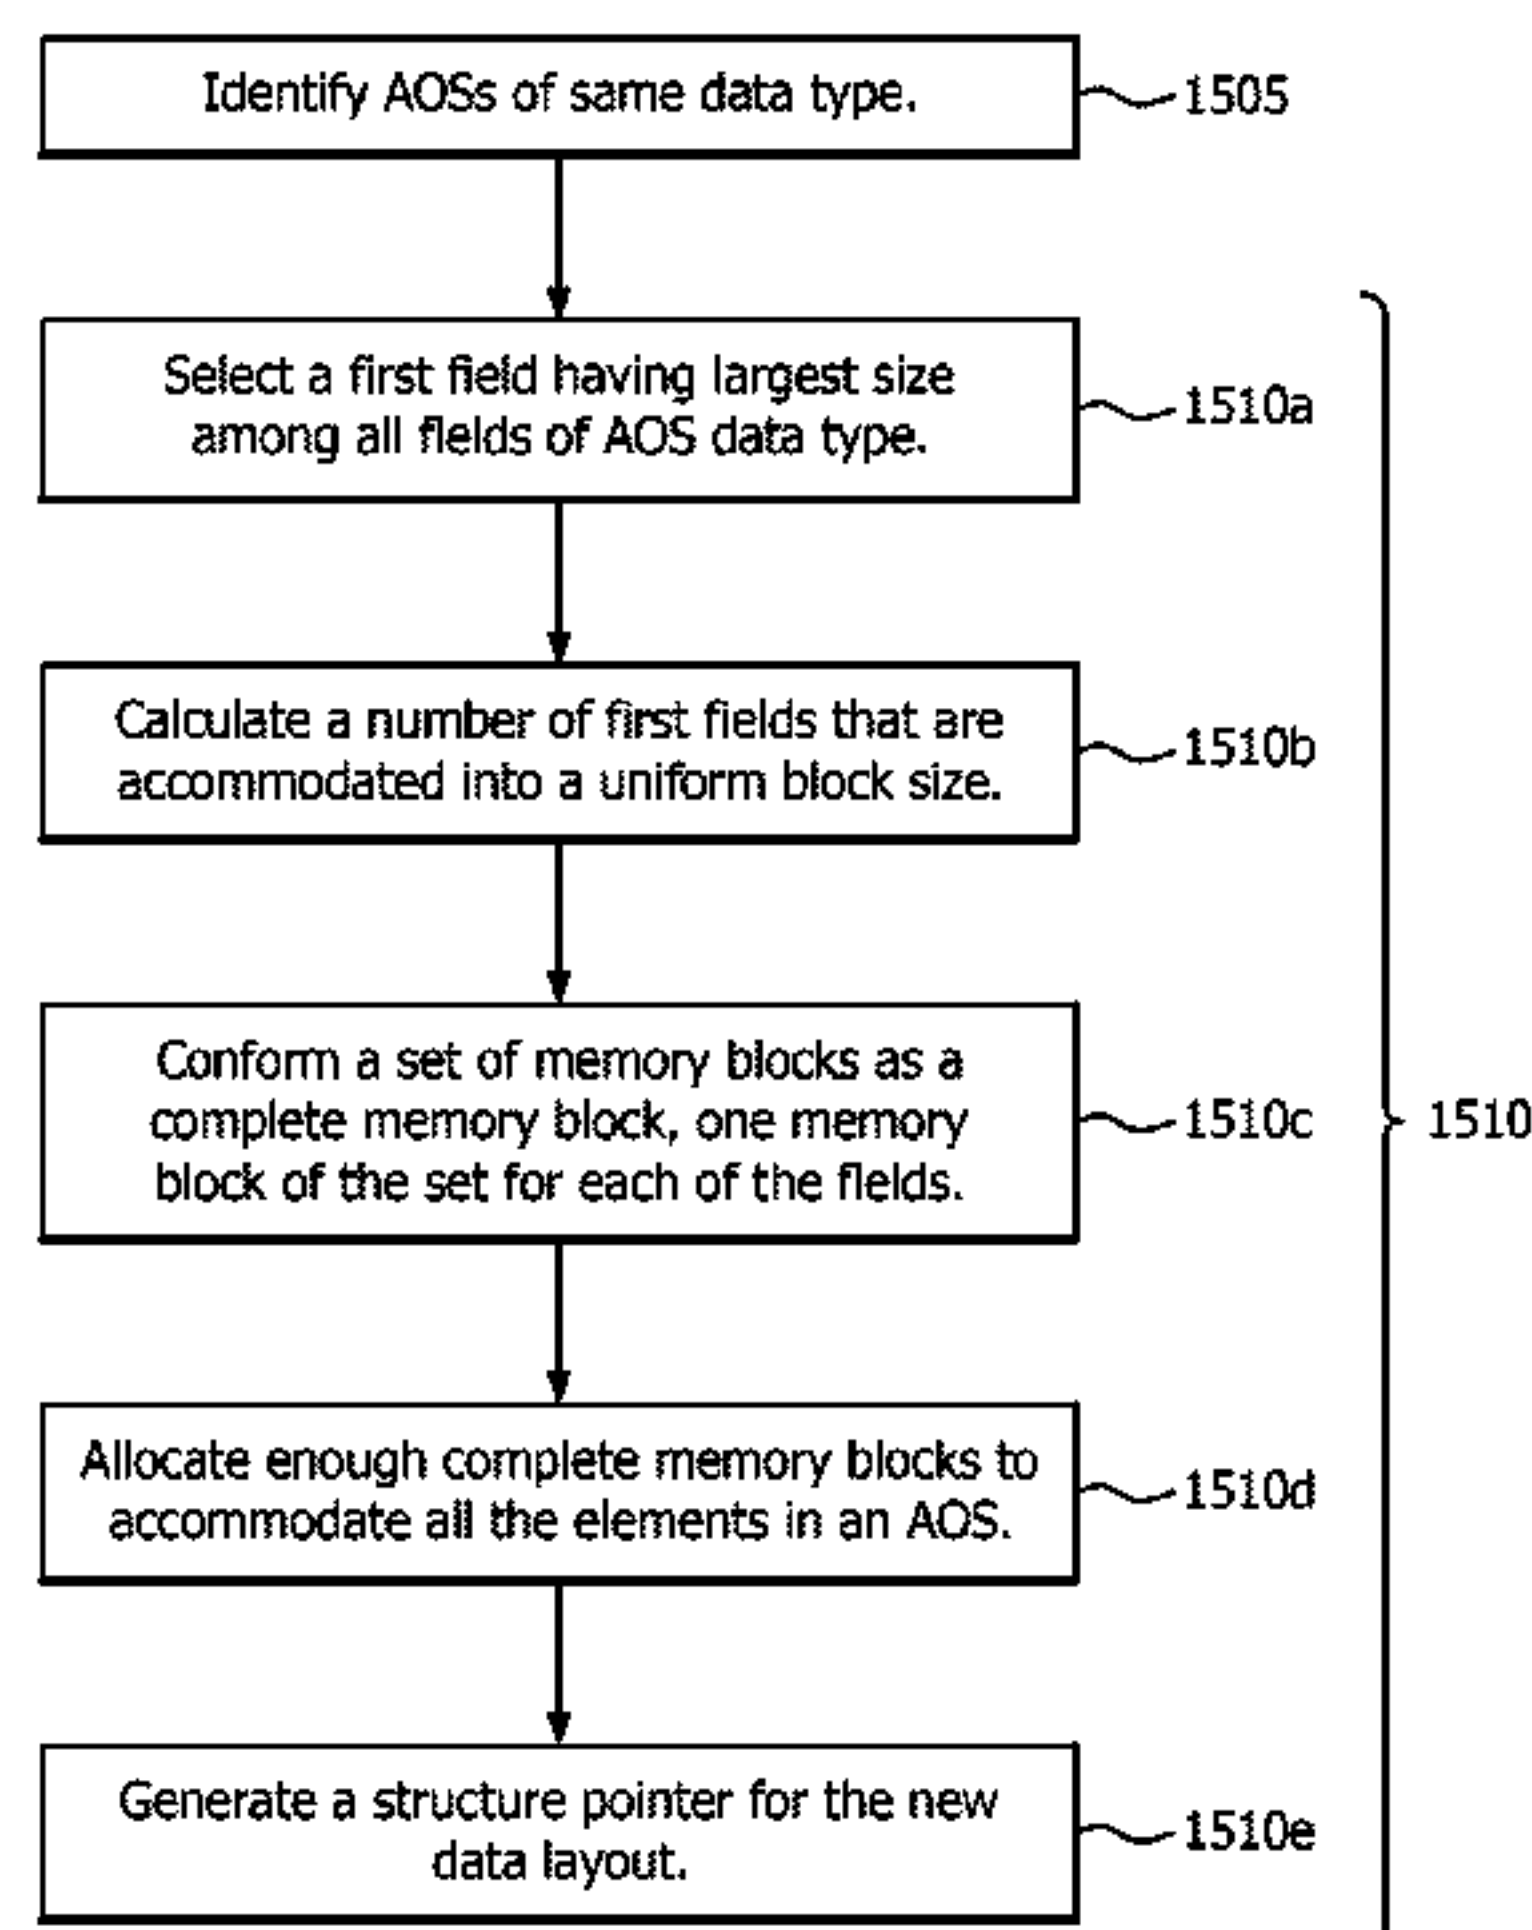 Identify AOSs of same data type.
1505
Select a first field having largest size
among all fields of AOS data type.
1510a
Calculate a number of first fields that are
accommodated into a uniform block size.
1510b
Conform a set of memory blocks as a
complete memory block, one memory
block of the set for each of the fields.
1510c
1510
Allocate enough complete memory blocks to
accommodate all the elements in an AOS.
1510d
Generate a structure pointer for the new
data layout.
1510e